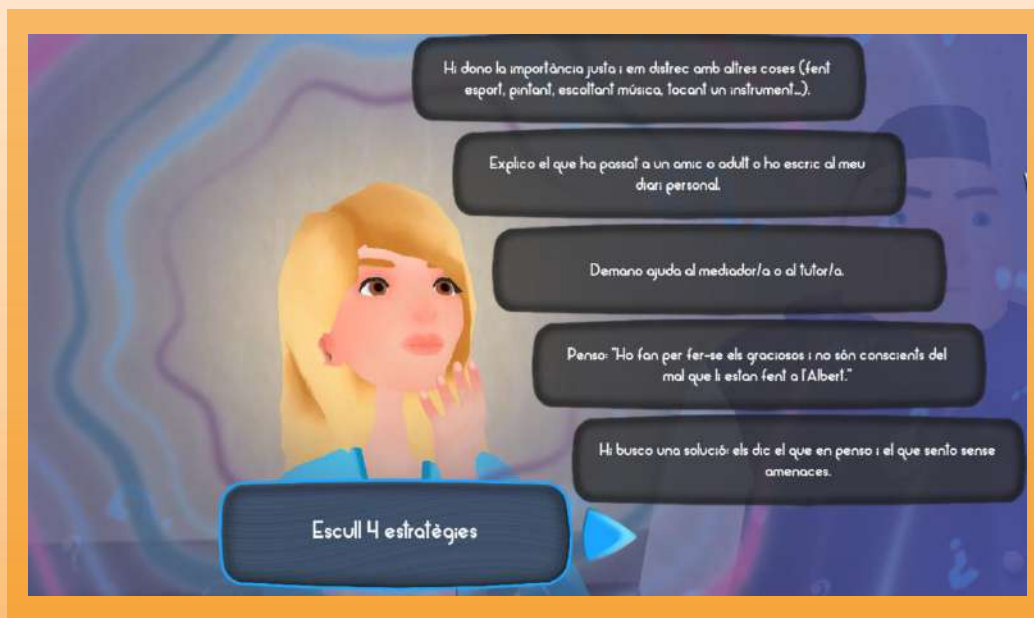 Hi dono la importància justa i em distrec amb altres coses (fent
esport, pintant, escoltant música, tocant un instrument...).
Explico el que ha passat a un amic o adult o ho escric al meu
diari personal.
Demano ajuda al mediador/a o al tutor/a.
Penso: "Ho fan per fer-se els graciosos i no són conscients del
mal que li estan fent a l'Albert."
Hi busco una solució: els dic el que en penso i el que sento sense
amenaces.
Escull 4 estratègies